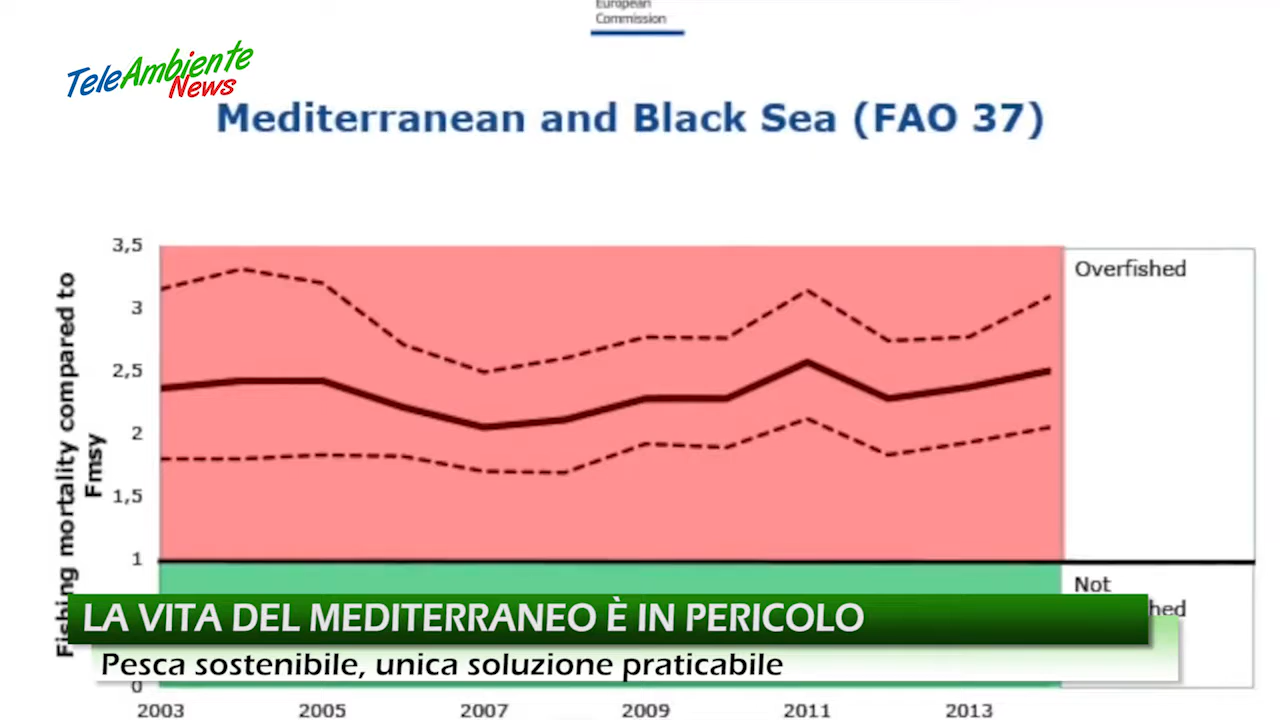 European
Commission
TeleAmbiente
News
Mediterranean and Black Sea (FAO 37)
Fishing mortality compared to
Fmsy
3,5
3
2,5
2
1,5
1
0
Overfished
Not
2003
2005
2007
2009
2011
2013
LA VITA DEL MEDITERRANEO È IN PERICOLO
Pesca sostenibile, unica soluzione praticabile